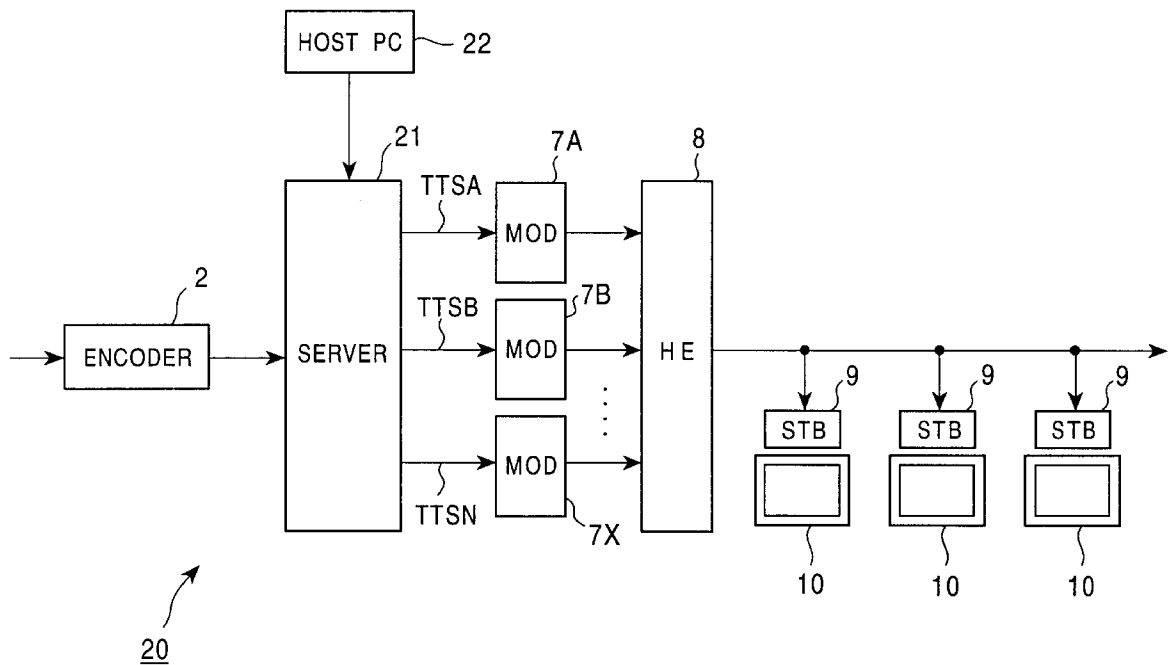 HOST PC
22
21
7A
8
TTSA
MOD
2
7B
TTSB
ENCODER
SERVER
MOD
HE
9
9
9
STB
STB
STB
MOD
TTSN
7X
10
10
10
20